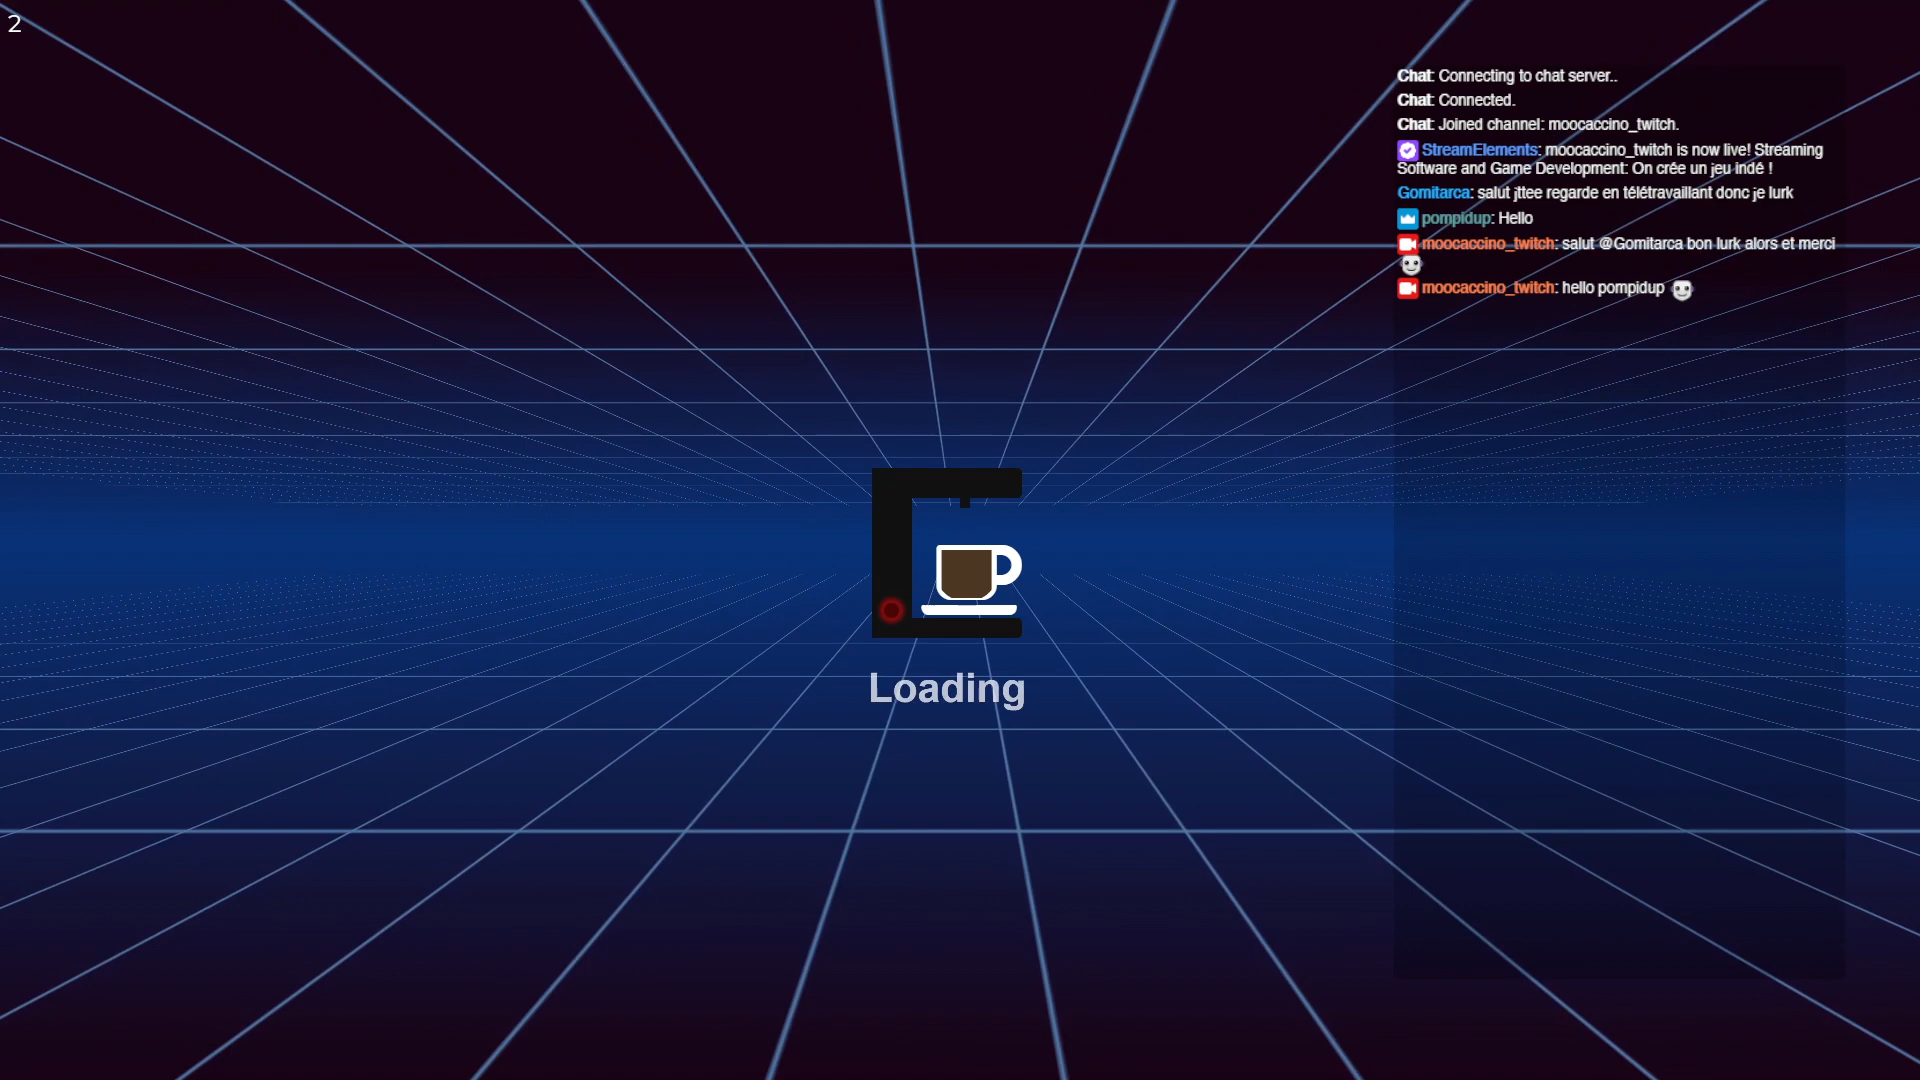 2
Chat: Connecting to chat server..
Chat: Connected.
Chat: Joined channel: moocaccino_twitch.
StreamElements: moocaccino_twitch is now live! Streaming
Software and Game Development: On crée un jeu indé !
Gomitarca: salut jttee regarde en télétravaillant donc je lurk
pompidup: Hello
moocaccino_twitch: salut @Gomitarca bon lurk alors et merci
moocaccino_twitch: hello pompidup
Loading